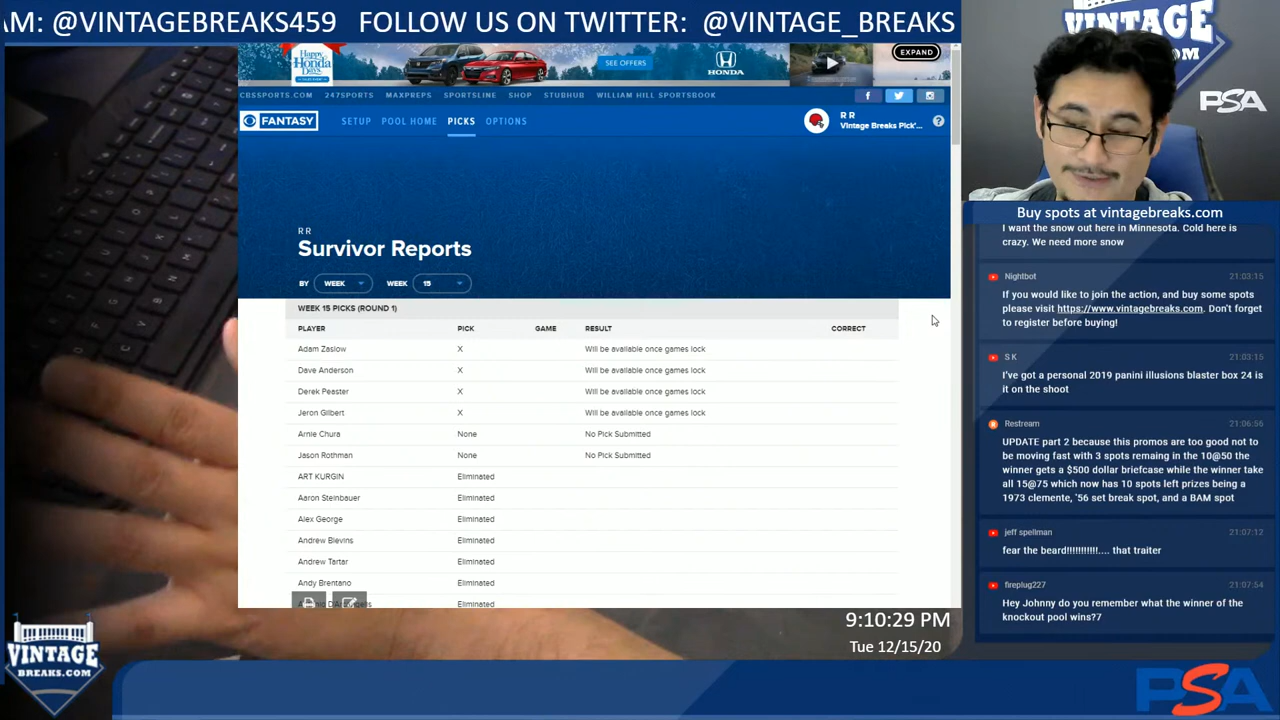 AM: @VINTAGEBREAKS459 FOLLOW US ON TWITTER: @VINTAGE_BREAKS
VINTAGE
.COM
PSA
Happy
Honda
Days
SEE OFFERS
HONDA
EXPAND
CBSSPORTS.COM 247SPORTS MAXPREPS SPORTSLINE SHOP STUBHUB WILLIAM HILL SPORTSBOOK
f
FANTASY SETUP POOL HOME PICKS OPTIONS
R R
Vintage Breaks Pick'...
?
R R
Survivor Reports
BY WEEK WEEK 15
WEEK 15 PICKS (ROUND 1)
PLAYER PICK GAME RESULT CORRECT
Adam Zaslow X Will be available once games lock
Dave Anderson X Will be available once games lock
Derek Peaster X Will be available once games lock
Jeron Gilbert X Will be available once games lock
Arnie Chura None No Pick Submitted
Jason Rothman None No Pick Submitted
ART KURGIN Eliminated
Aaron Steinbauer Eliminated
Alex George Eliminated
Andrew Blevins Eliminated
Andrew Tartar Eliminated
Andy Brentano Eliminated
Eliminated
Buy spots at vintagebreaks.com
I want the snow out here in Minnesota. Cold here is
crazy. We need more snow
Nightbot 21:03:15
If you would like to join the action, and buy some spots
please visit https://www.vintagebreaks.com. Don't forget
to register before buying!
S K 21:03:15
I've got a personal 2019 panini illusions blaster box 24 is
it on the shoot
Restream 21:06:56
UPDATE part 2 because this promos are too good not to
be moving fast with 3 spots remaing in the 10@50 the
winner gets a $500 dollar briefcase while the winner take
all 15@75 which now has 10 spots left prizes being a
1973 clemente, '56 set break spot, and a BAM spot
jeff spellman 21:07:12
fear the beard!!!!!!!!!!!.... that traiter
fireplug227 21:07:54
Hey Johnny do you remember what the winner of the
knockout pool wins?7
9:10:29 PM
Tue 12/15/20
VINTAGE
BREAKS.COM
PSA